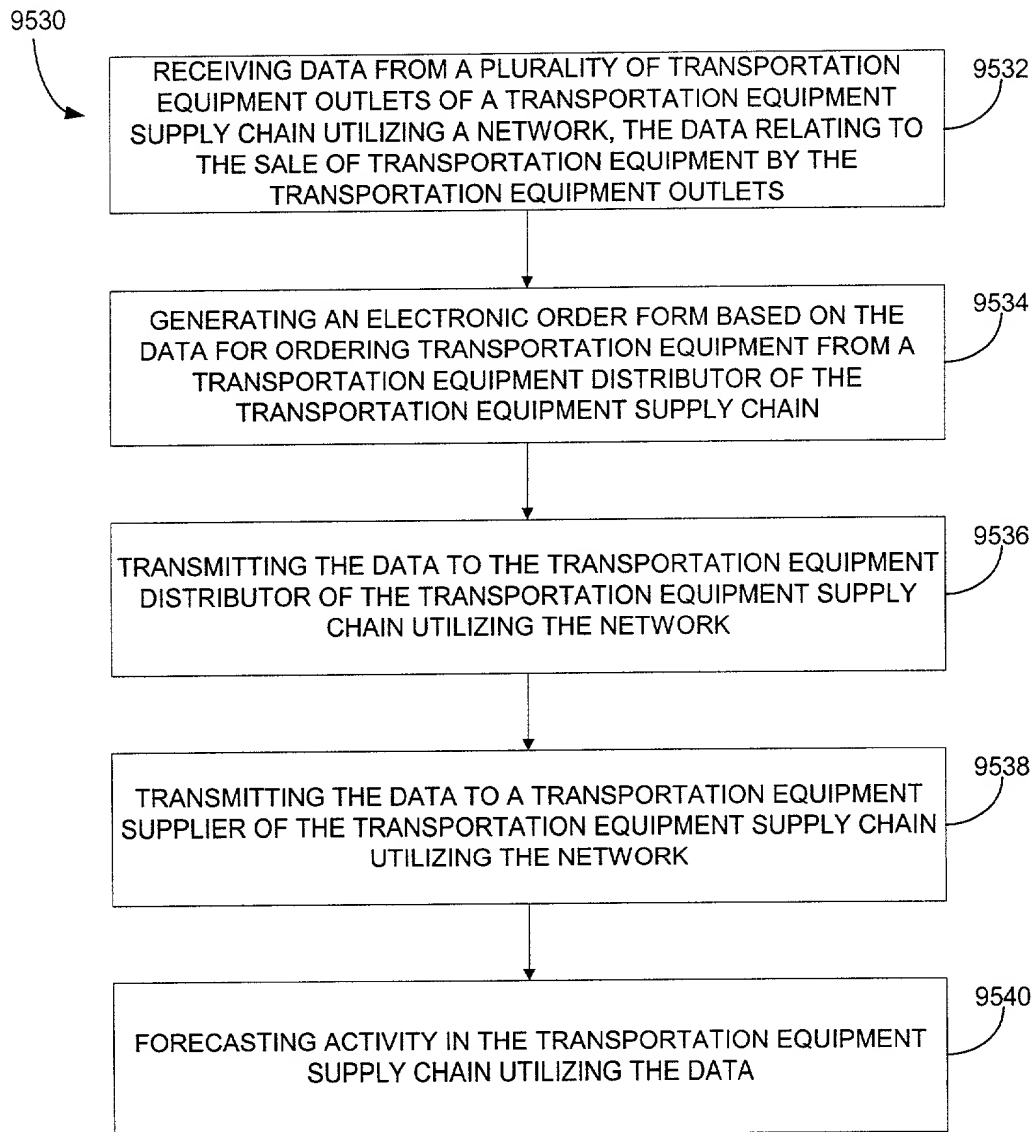 9530
RECEIVING DATA FROM A PLURALITY OF TRANSPORTATION
EQUIPMENT OUTLETS OF A TRANSPORTATION EQUIPMENT
SUPPLY CHAIN UTILIZING A NETWORK, THE DATA RELATING TO
THE SALE OF TRANSPORTATION EQUIPMENT BY THE
TRANSPORTATION EQUIPMENT OUTLETS
9532
GENERATING AN ELECTRONIC ORDER FORM BASED ON THE
DATA FOR ORDERING TRANSPORTATION EQUIPMENT FROM A
TRANSPORTATION EQUIPMENT DISTRIBUTOR OF THE
TRANSPORTATION EQUIPMENT SUPPLY CHAIN
9534
TRANSMITTING THE DATA TO THE TRANSPORTATION EQUIPMENT
DISTRIBUTOR OF THE TRANSPORTATION EQUIPMENT SUPPLY
CHAIN UTILIZING THE NETWORK
9536
TRANSMITTING THE DATA TO A TRANSPORTATION EQUIPMENT
SUPPLIER OF THE TRANSPORTATION EQUIPMENT SUPPLY CHAIN
UTILIZING THE NETWORK
9538
FORECASTING ACTIVITY IN THE TRANSPORTATION EQUIPMENT
SUPPLY CHAIN UTILIZING THE DATA
9540